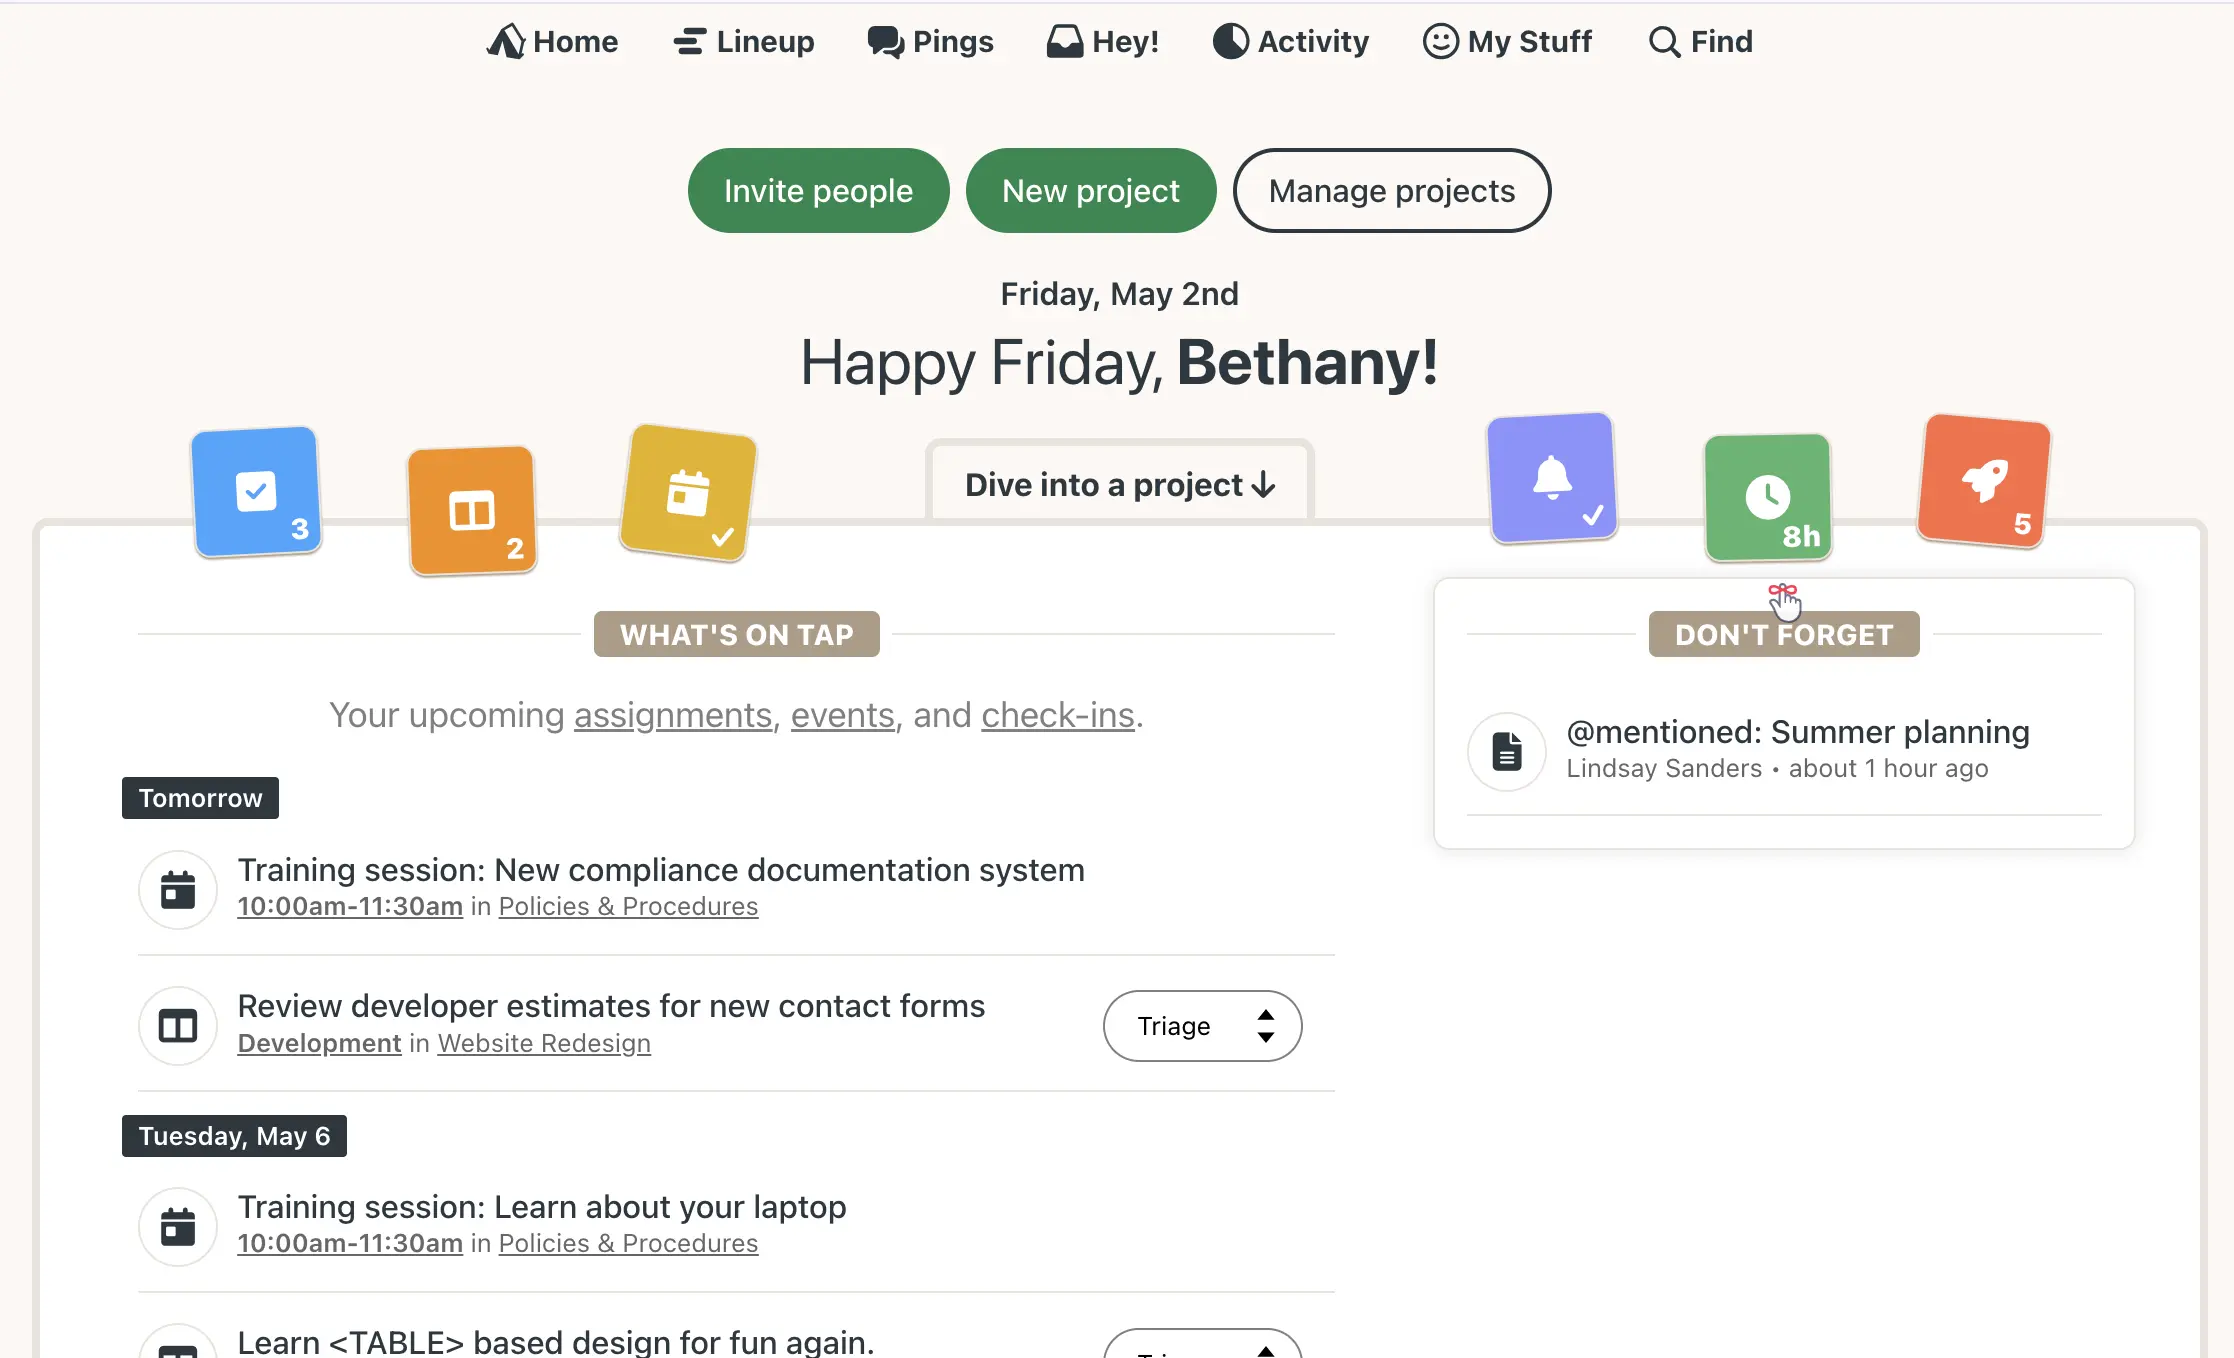 Home Lineup Pings Hey! Activity My Stuff Find
Invite people New project Manage projects
Friday, May 2nd
Happy Friday, Bethany!
3
2
Dive into a project
8h
5
WHAT'S ON TAP
Your upcoming assignments, events, and check-ins.
Tomorrow
Training session: New compliance documentation system
10:00am-11:30am in Policies & Procedures
Review developer estimates for new contact forms
Development in Website Redesign
Triage
Tuesday, May 6
Training session: Learn about your laptop
10:00am-11:30am in Policies & Procedures
Learn <TABLE> based design for fun again.
DON'T FORGET
@mentioned: Summer planning
Lindsay Sanders • about 1 hour ago